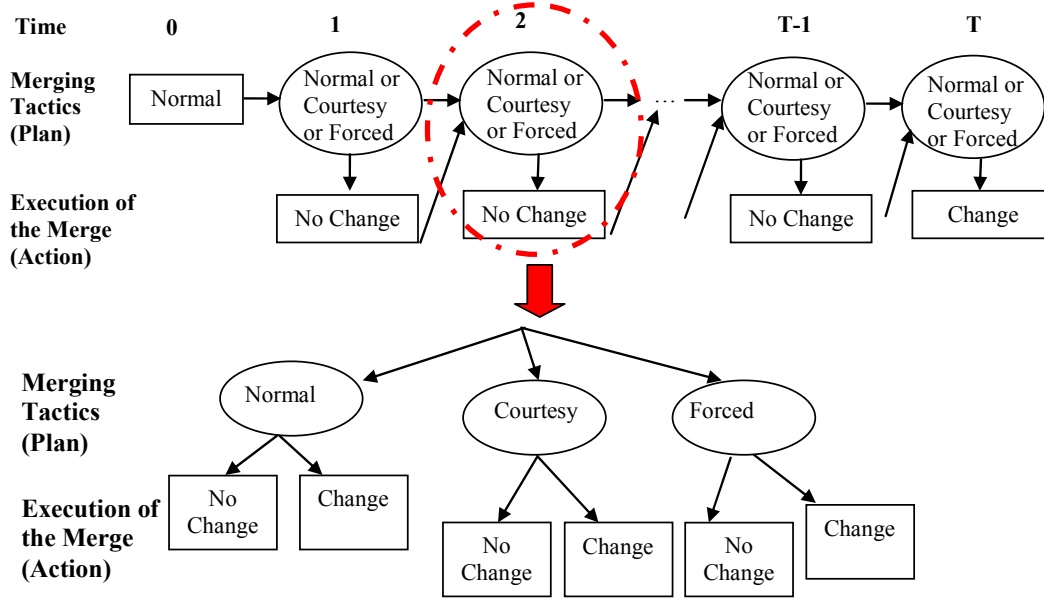 Time 0 1 2 T-1 T
Merging
Tactics
(Plan)
Normal
Normal or
Courtesy
or Forced
Normal or
Courtesy
or Forced
...
Normal or
Courtesy
or Forced
Normal or
Courtesy
or Forced
Execution of
the Merge
(Action)
No Change
No Change
No Change
Change
Merging
Tactics
(Plan)
Normal
Courtesy
Forced
Execution of
the Merge
(Action)
No
Change
Change
No
Change
Change
No
Change
Change